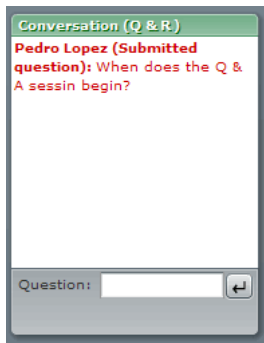 Conversation (Q & R)
Pedro Lopez (Submitted
question): When does the Q &
A sessin begin?
Question: